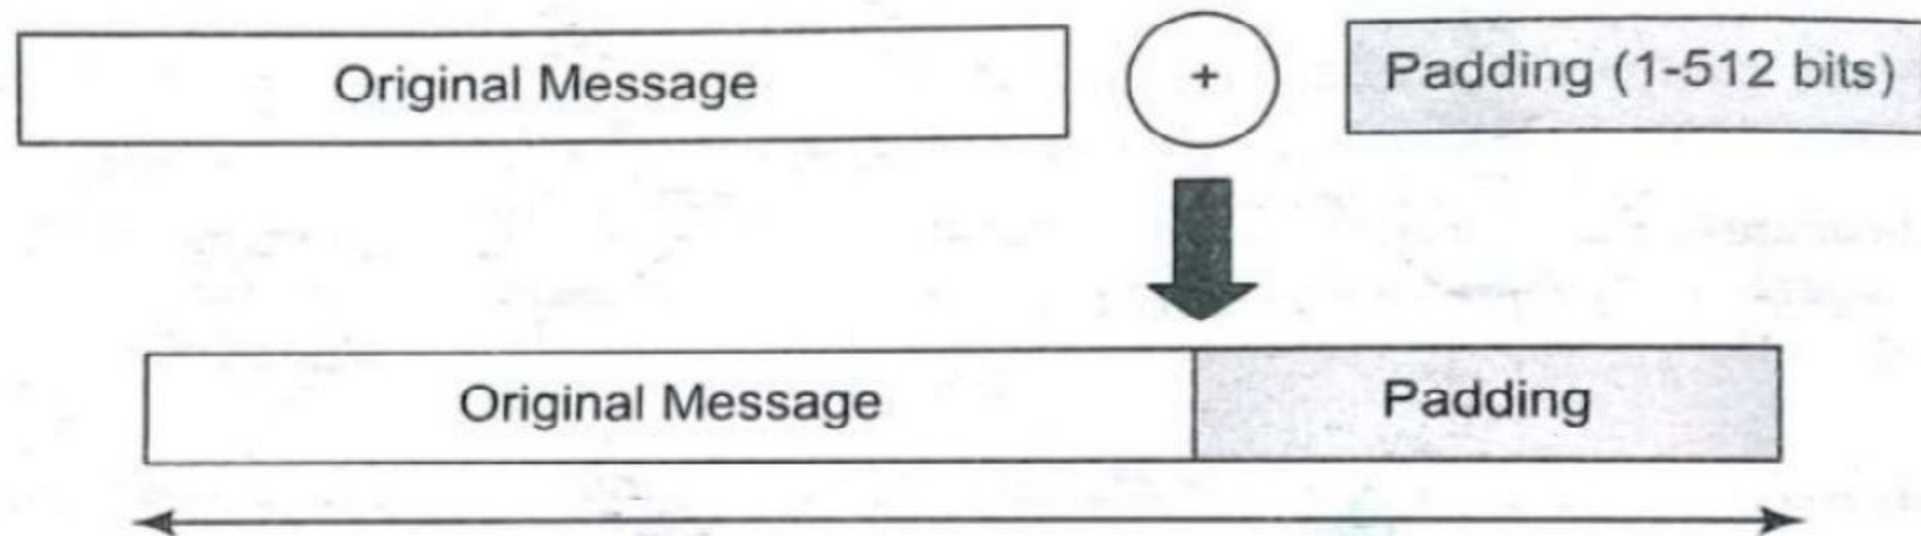 Original Message + Padding (1-512 bits)
Original Message Padding